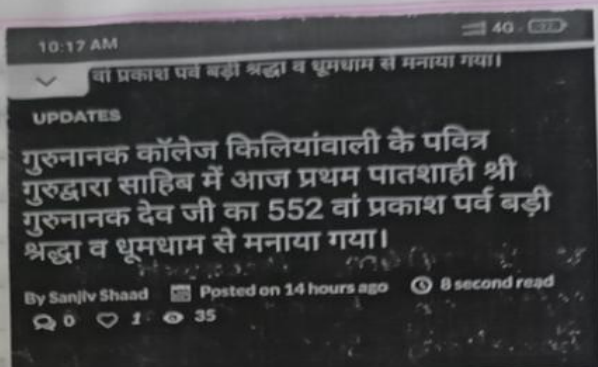 10:17 AM 4G
वां प्रकाश पर्व बड़ी श्रद्धा व धूमधाम से मनाया गया।
UPDATES
गुरुनानक कॉलेज किलियांवाली के पवित्र
गुरुद्वारा साहिब में आज प्रथम पातशाही श्री
गुरुनानक देव जी का 552 वां प्रकाश पर्व बड़ी
श्रद्धा व धूमधाम से मनाया गया।
By Sanjiv Shaad Posted on 14 hours ago 8 second read
0 1 35